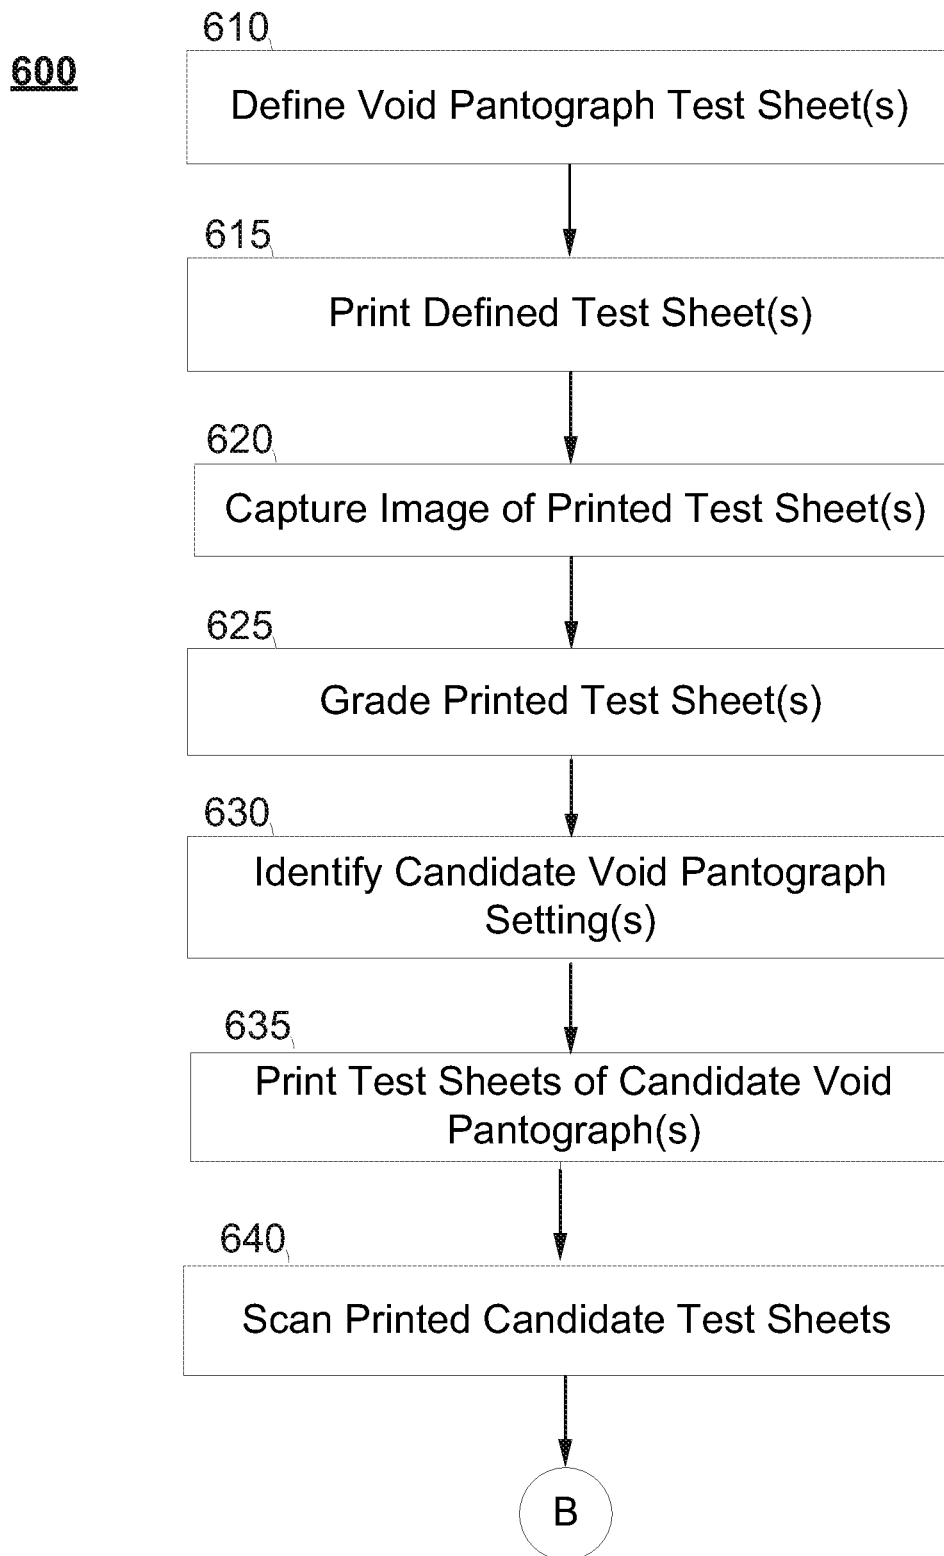 610
600
Define Void Pantograph Test Sheet(s)
615
Print Defined Test Sheet(s)
620
Capture Image of Printed Test Sheet(s)
625
Grade Printed Test Sheet(s)
630
Identify Candidate Void Pantograph
Setting(s)
635
Print Test Sheets of Candidate Void
Pantograph(s)
640
Scan Printed Candidate Test Sheets
B